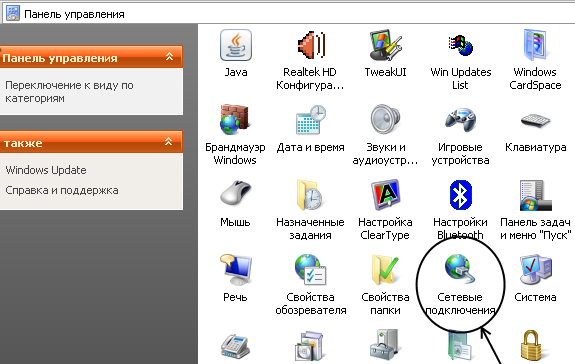 Панель управления
Панель управления
Переключение к виду по
категориям
также
Windows Update
Справка и поддержка
Java
Realtek HD
Конфигура...
TweakUI
Win Updates
List
Windows
CardSpace
Брандмауэр
Windows
Дата и время
Звуки и
аудиоустр...
Игровые
устройства
Клавиатура
Мышь
Назначенные
задания
Настройка
ClearType
Настройки
Bluetooth
Панель задач
и меню "Пуск"
Речь
Свойства
обозревателя
Свойства
папки
Сетевые
подключения
Система